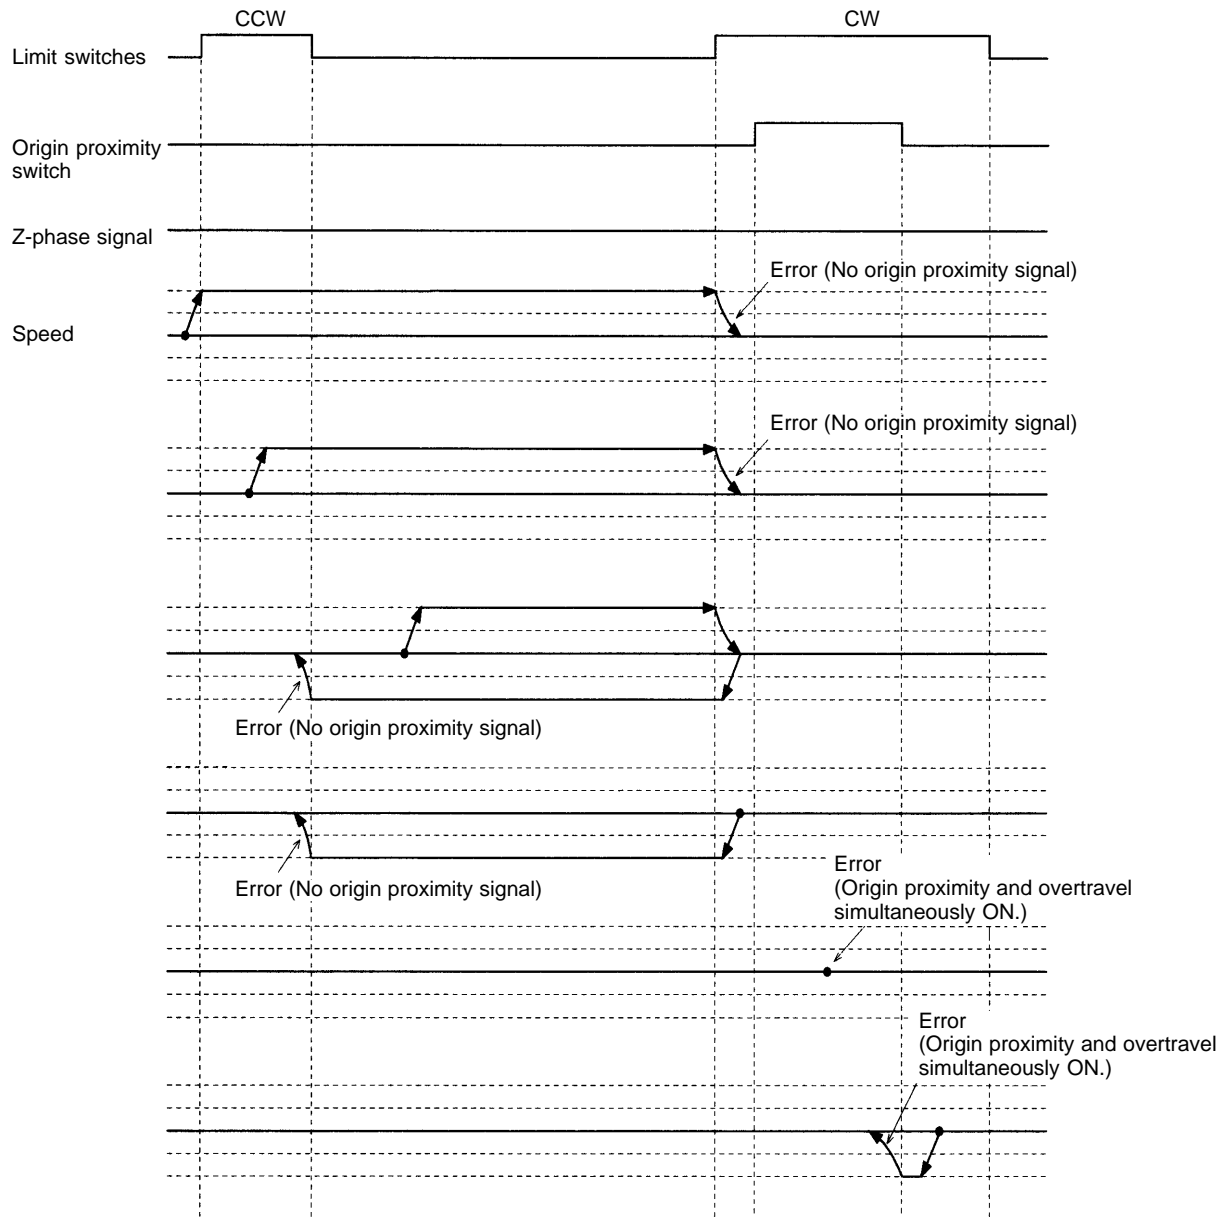 CCW
CW
Limit switches
Origin proximity
switch
Z-phase signal
Error (No origin proximity signal)
Speed
Error (No origin proximity signal)
Error (No origin proximity signal)
Error (No origin proximity signal)
Error
(Origin proximity and overtravel
simultaneously ON.)
Error
(Origin proximity and overtravel
simultaneously ON.)